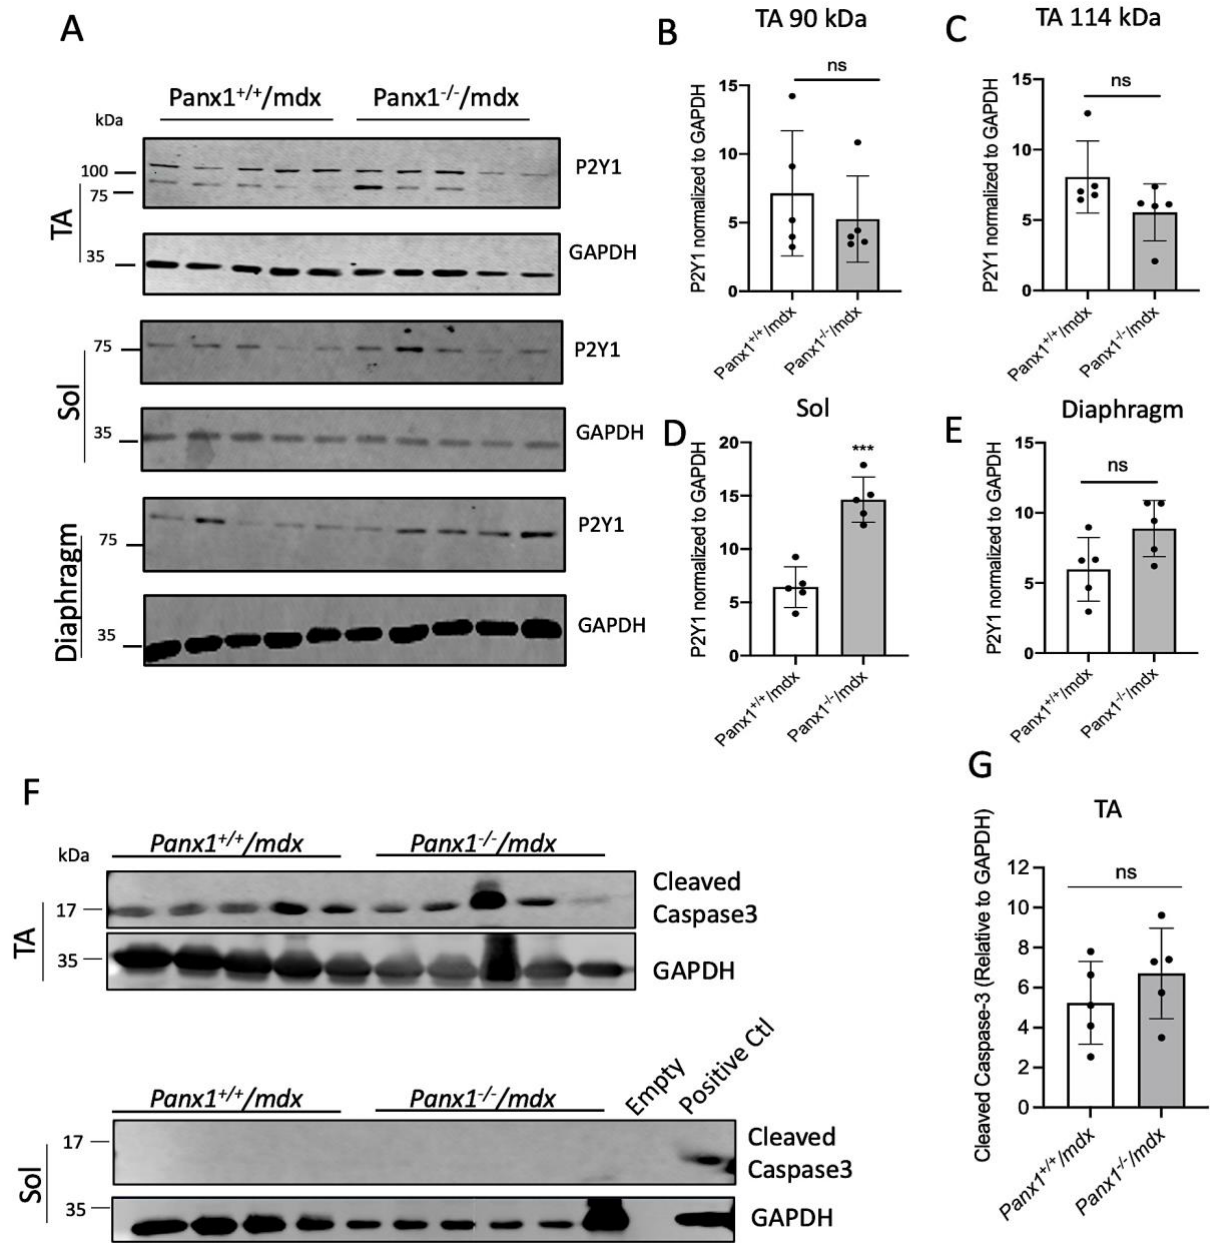 A
Panx1+/+/mdx Panx1-/-/mdx
kDa
100
75
TA
P2Y1
35
GAPDH
75
Sol
P2Y1
35
GAPDH
75
Diaphragm
P2Y1
35
GAPDH
B
TA 90 kDa
ns
P2Y1 normalized to GAPDH
15
10
5
0
Panx1+/+/mdx
Panx1-/-/mdx
C
TA 114 kDa
ns
P2Y1 normalized to GAPDH
15
10
5
0
Panx1+/+/mdx
Panx1-/-/mdx
D
Sol
***
P2Y1 normalized to GAPDH
20
15
10
5
0
Panx1+/+/mdx
Panx1-/-/mdx
E
Diaphragm
ns
P2Y1 normalized to GAPDH
15
10
5
0
Panx1+/+/mdx
Panx1-/-/mdx
F
Panx1+/+/mdx Panx1-/-/mdx
kDa
17
TA
Cleaved
Caspase3
35
GAPDH
Panx1+/+/mdx Panx1-/-/mdx
Empty
Positive Ctl
17
Sol
Cleaved
Caspase3
35
GAPDH
G
TA
ns
Cleaved Caspase-3 (Relative to GAPDH)
12
10
8
6
4
2
0
Panx1+/+/mdx
Panx1-/-/mdx